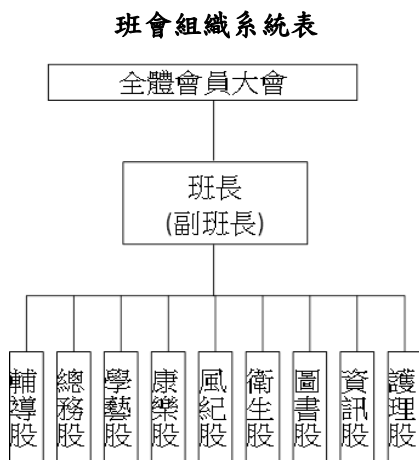 班會組織系統表
全體會員大會
班長
(副班長)
輔導股
總務股
學藝股
康樂股
風紀股
衛生股
圖書股
資訊股
護理股